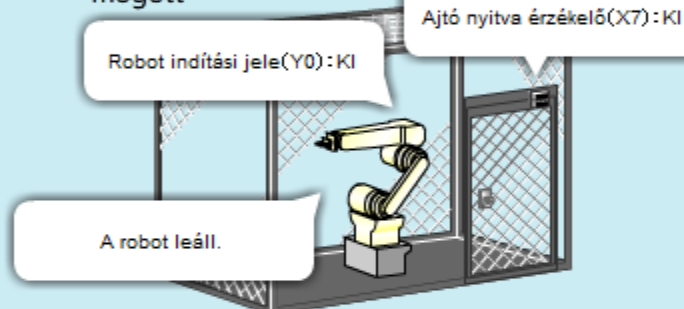 mögött
Ajtó nyitva érzékelő(X7):KI
Robot indítási jele(Y0):KI
A robot leáll.